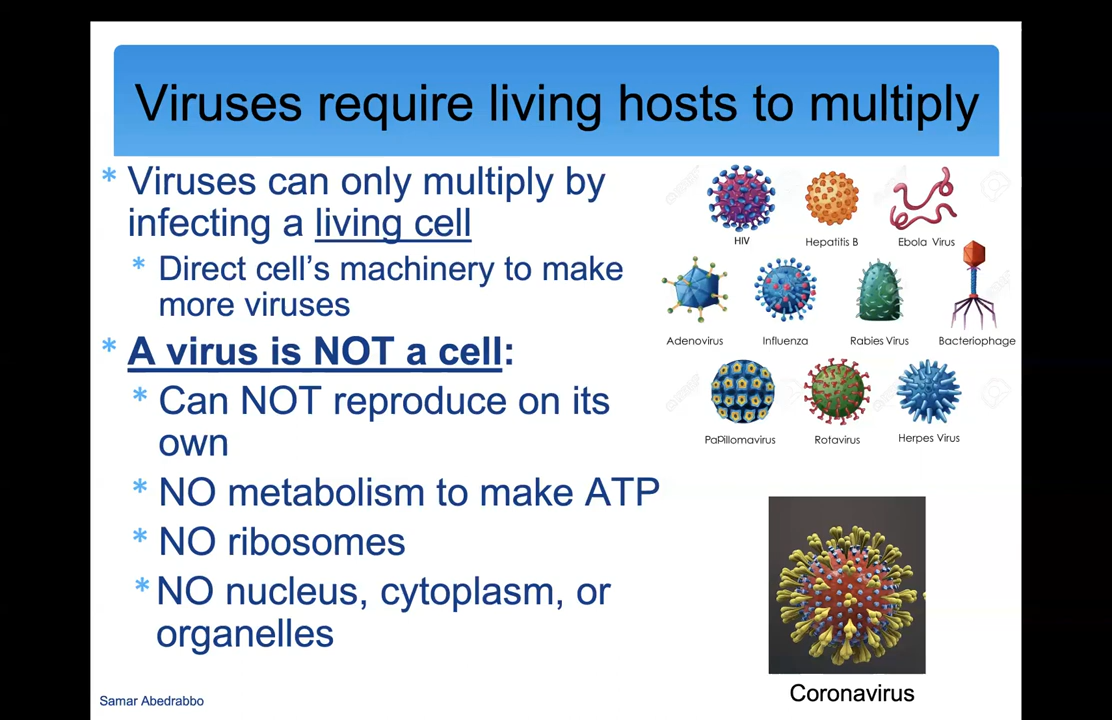 Viruses require living hosts to multiply
* Viruses can only multiply by
infecting a living cell
* Direct cell's machinery to make
more viruses
* A virus is NOT a cell:
* Can NOT reproduce on its
own
* NO metabolism to make ATP
* NO ribosomes
* NO nucleus, cytoplasm, or
organelles
HIV
Hepatitis B
Ebola Virus
Adenovirus
Influenza
Rabies Virus
Bacteriophage
PaPillomavirus
Rotavirus
Herpes Virus
Coronavirus
Samar Abedrabbo